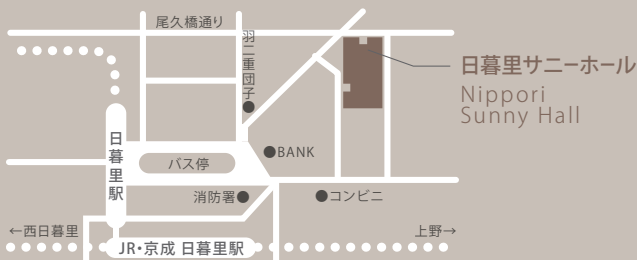 尾久橋通り
羽二重団子
日暮里サニーホール
Nippori
Sunny Hall
日暮里駅
バス停
BANK
消防署
コンビニ
←西日暮里
上野→
JR・京成 日暮里駅